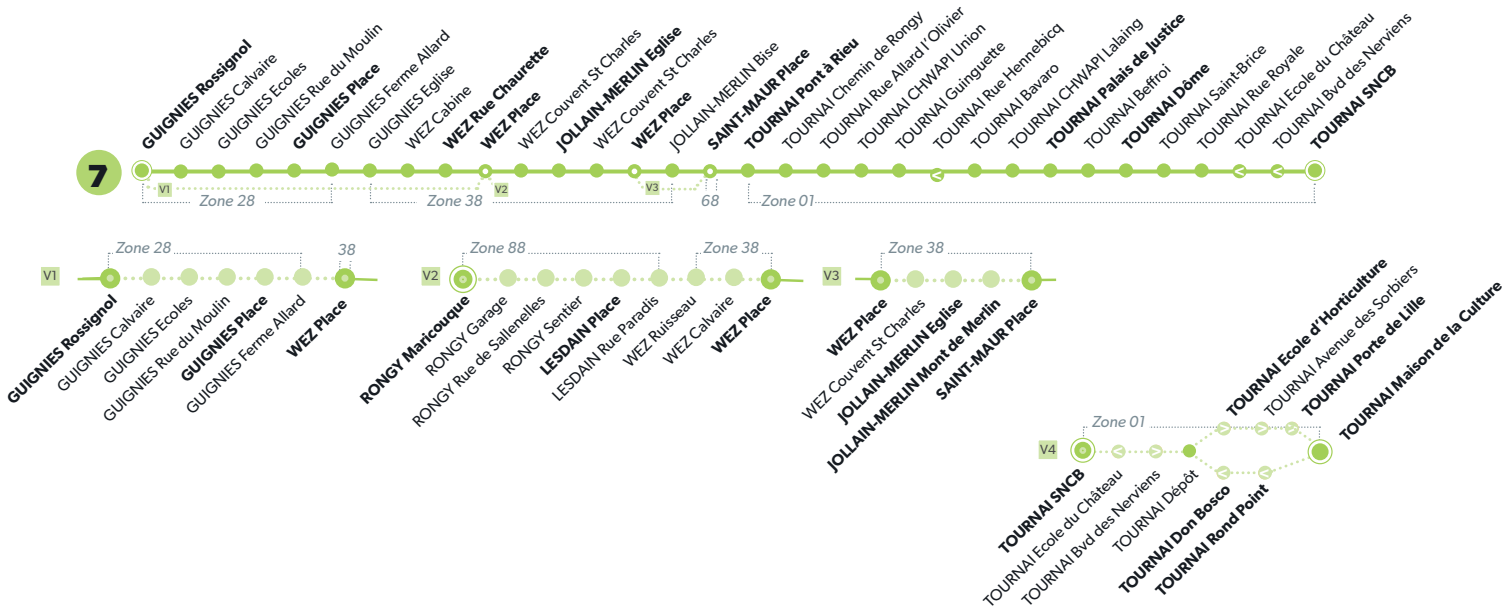 7
GUIGNIES Rossignol
GUIGNIES Calvaire
GUIGNIES Ecoles
GUIGNIES Rue du Moulin
GUIGNIES Place
GUIGNIES Ferme Allard
GUIGNIES Eglise
WEZ Cabine
WEZ Rue Chaurette
WEZ Place
WEZ Couvent St Charles
JOLLAIN-MERLIN Eglise
WEZ Couvent St Charles
WEZ Place
JOLLAIN-MERLIN Bise
SAINT-MAUR Place
TOURNAI Pont à Rieu
TOURNAI Chemin de Rongy
TOURNAI Rue Allard l'Olivier
TOURNAI CHWAPI Union
TOURNAI Guinguette
TOURNAI Rue Hennebicq
TOURNAI Bavaro
TOURNAI CHWAPI Lalaing
TOURNAI Palais de Justice
TOURNAI Beffroi
TOURNAI Dôme
TOURNAI Saint-Brice
TOURNAI Rue Royale
TOURNAI Ecole du Château
TOURNAI Bvd des Nerviens
TOURNAI SNCB
V1
V2
V3
Zone 28
Zone 38
68
Zone 01
V1
Zone 28
38
GUIGNIES Rossignol
GUIGNIES Calvaire
GUIGNIES Ecoles
GUIGNIES Rue du Moulin
GUIGNIES Place
GUIGNIES Ferme Allard
WEZ Place
V2
Zone 88
Zone 38
RONGY Maricouque
RONGY Garage
RONGY Rue de Sallenelles
RONGY Sentier
LESDAIN Place
LESDAIN Rue Paradis
WEZ Ruisseau
WEZ Calvaire
WEZ Place
V3
Zone 38
WEZ Place
WEZ Couvent St Charles
JOLLAIN-MERLIN Eglise
JOLLAIN-MERLIN Mont de Merlin
SAINT-MAUR Place
V4
Zone 01
TOURNAI SNCB
TOURNAI Ecole du Château
TOURNAI Bvd des Nerviens
TOURNAI Dépôt
TOURNAI Don Bosco
TOURNAI Rond Point
TOURNAI Ecole d'Horticulture
TOURNAI Avenue des Sorbiers
TOURNAI Porte de Lille
TOURNAI Maison de la Culture